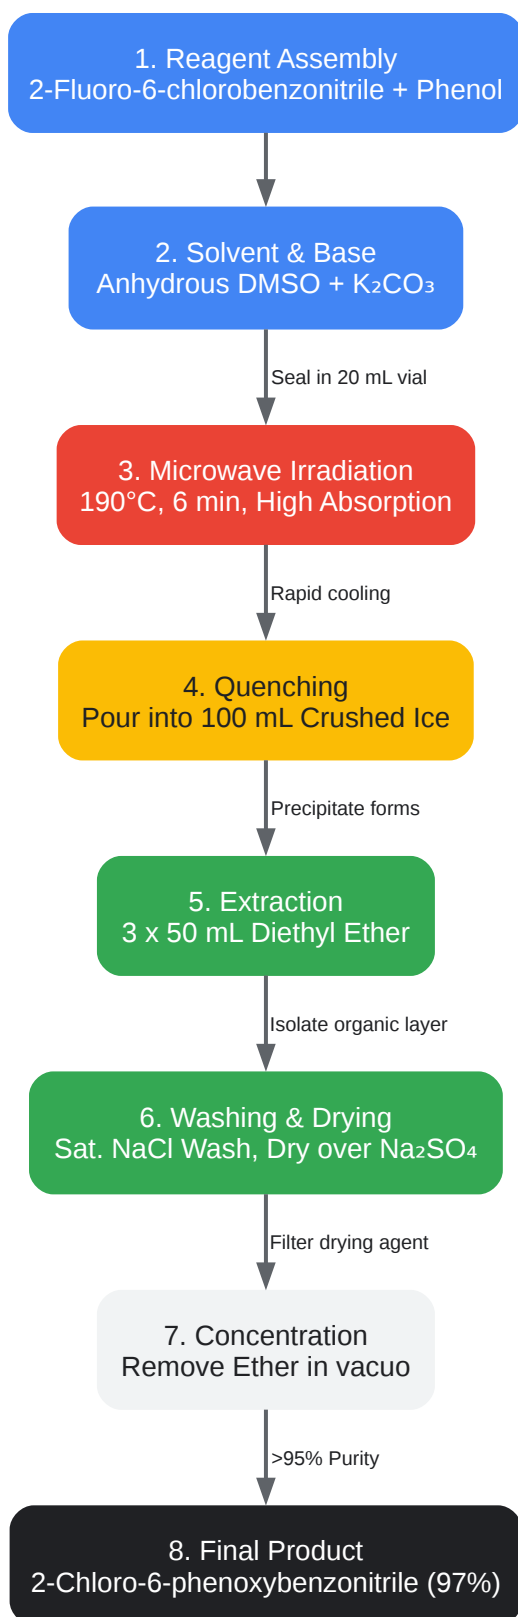 1. Reagent Assembly
2-Fluoro-6-chlorobenzonitrile + Phenol
2. Solvent & Base
Anhydrous DMSO + K₂CO₃
Seal in 20 mL vial
3. Microwave Irradiation
190°C, 6 min, High Absorption
Rapid cooling
4. Quenching
Pour into 100 mL Crushed Ice
Precipitate forms
5. Extraction
3 x 50 mL Diethyl Ether
Isolate organic layer
6. Washing & Drying
Sat. NaCl Wash, Dry over Na₂SO₄
Filter drying agent
7. Concentration
Remove Ether in vacuo
>95% Purity
8. Final Product
2-Chloro-6-phenoxybenzonitrile (97%)